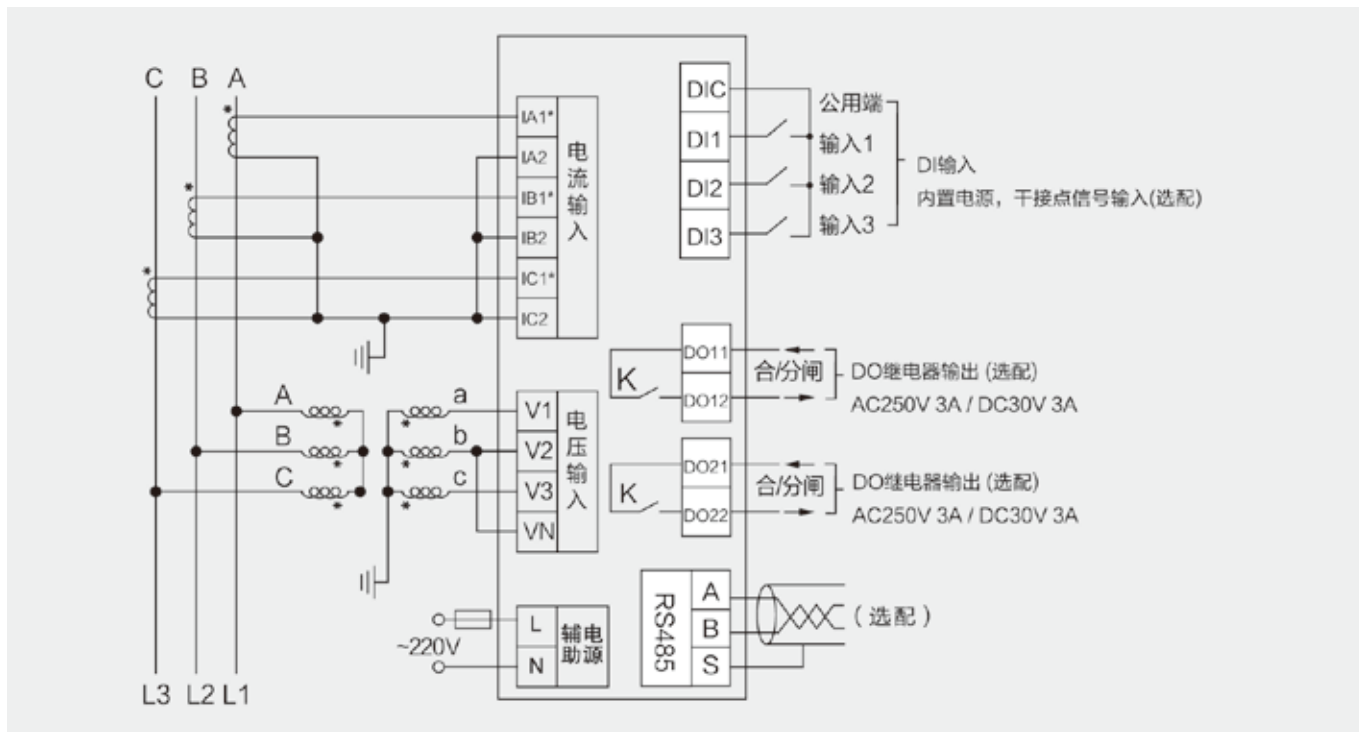 C B A
IA1*
IA2
IB1*
IB2
IC1*
IC2
电流输入
DIC
DI1
DI2
DI3
公用端
输入1
输入2
输入3
DI输入
内置电源，干接点信号输入(选配)
A
B
C
a
b
c
V1
V2
V3
VN
电压输入
K
DO11
DO12
合/分闸
DO继电器输出 (选配)
AC250V 3A / DC30V 3A
K
DO21
DO22
合/分闸
DO继电器输出 (选配)
AC250V 3A / DC30V 3A
~220V
L
N
辅助电源
RS485
A
B
S
(选配)
L3 L2 L1